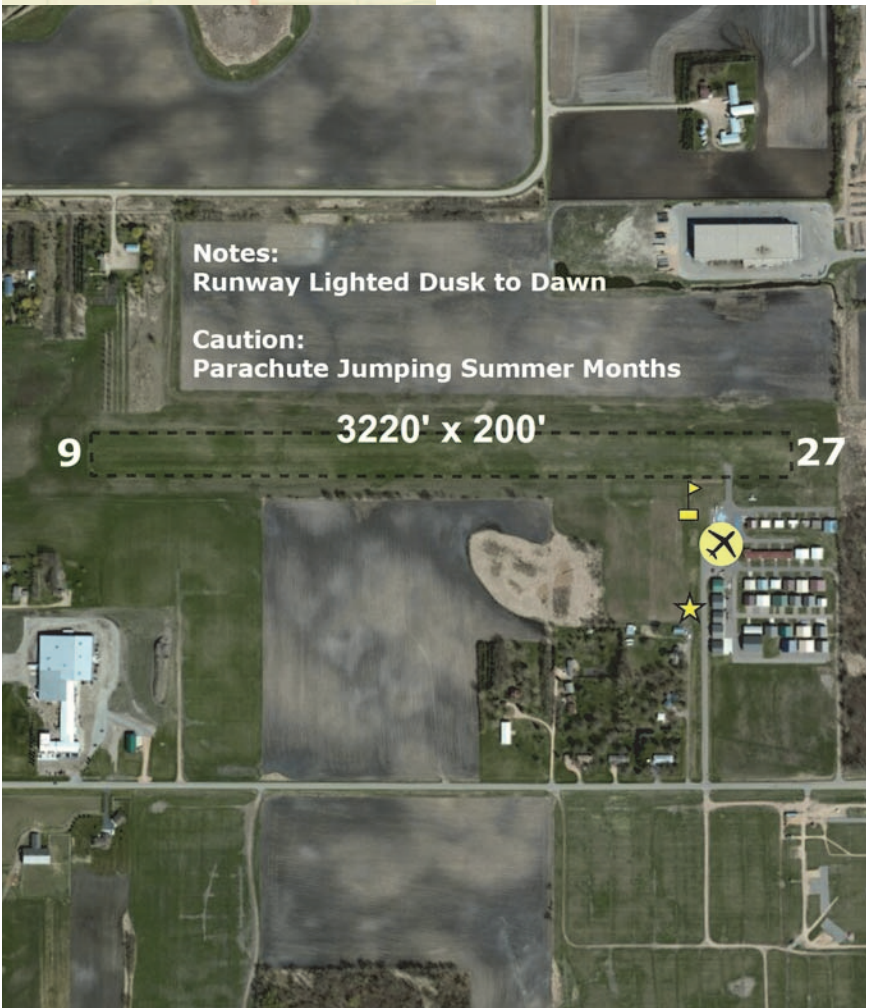 Notes:
Runway Lighted Dusk to Dawn
Caution:
Parachute Jumping Summer Months
3220' x 200'
9
27